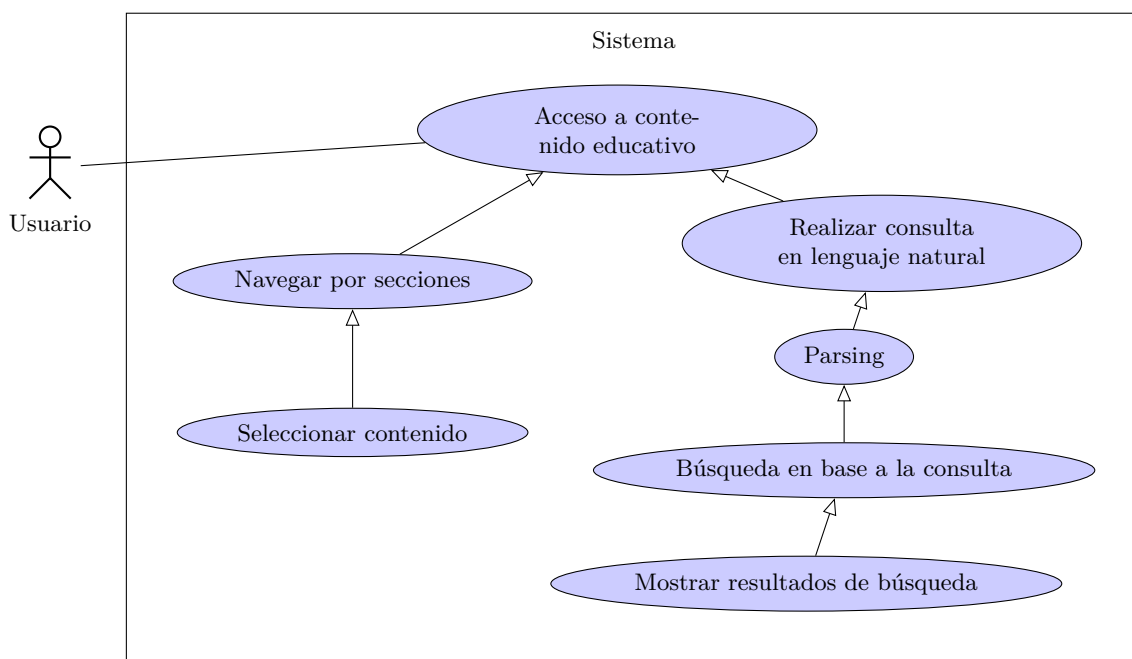 Sistema
Acceso a conte-
nido educativo
Usuario
Realizar consulta
en lenguaje natural
Navegar por secciones
Parsing
Seleccionar contenido
Búsqueda en base a la consulta
Mostrar resultados de búsqueda